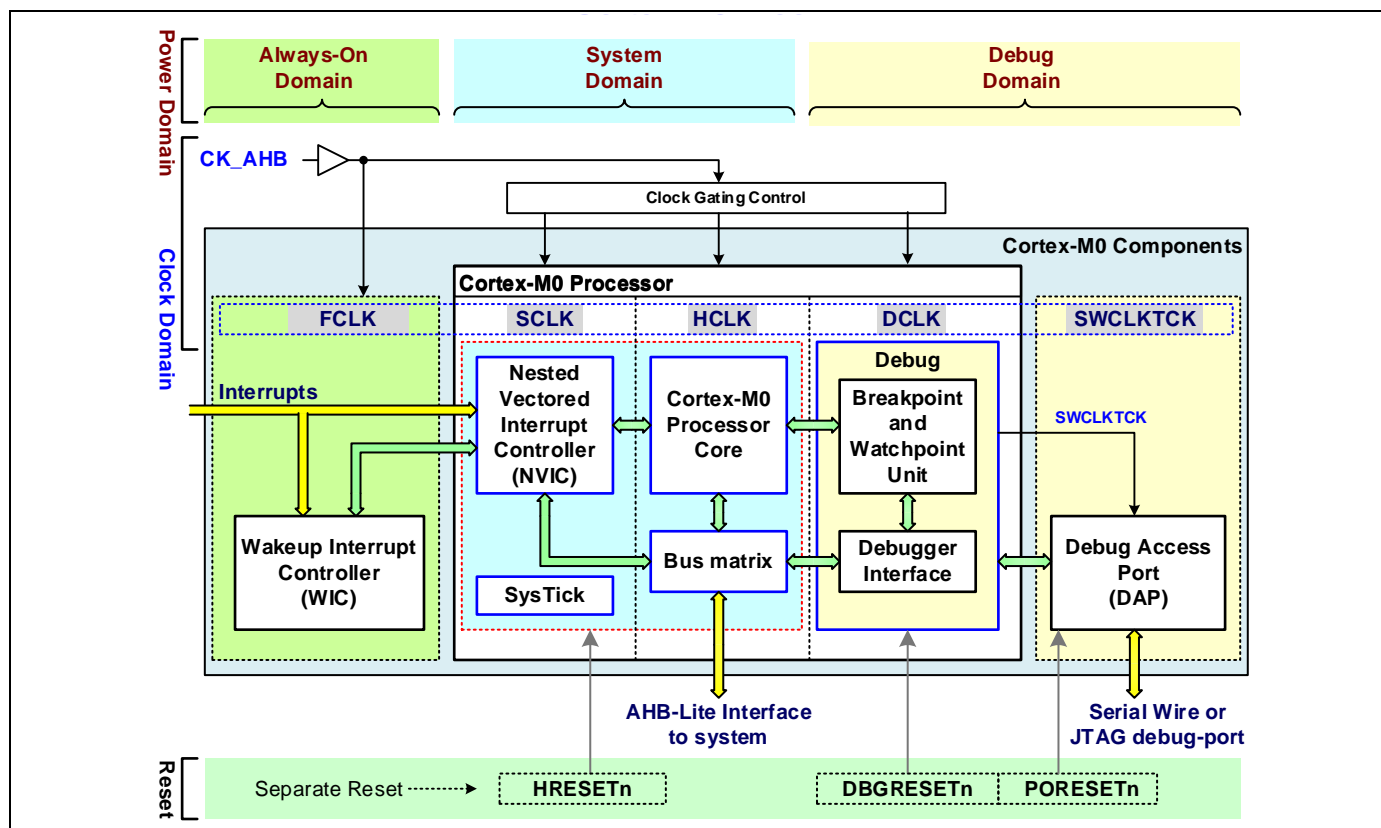 Power Domain
Always-On
Domain
System
Domain
Debug
Domain
Clock Domain
CK_AHB
Clock Gating Control
Cortex-M0 Components
Cortex-M0 Processor
FCLK
SCLK
HCLK
DCLK
SWCLKTCK
Interrupts
Nested
Vectored
Interrupt
Controller
(NVIC)
Cortex-M0
Processor
Core
Debug
Breakpoint
and
Watchpoint
Unit
SWCLKTCK
Wakeup Interrupt
Controller
(WIC)
SysTick
Bus matrix
Debugger
Interface
Debug Access
Port
(DAP)
AHB-Lite Interface
to system
Serial Wire or
JTAG debug-port
Reset
Separate Reset
HRESETn
DBGRESETn
PORESETn